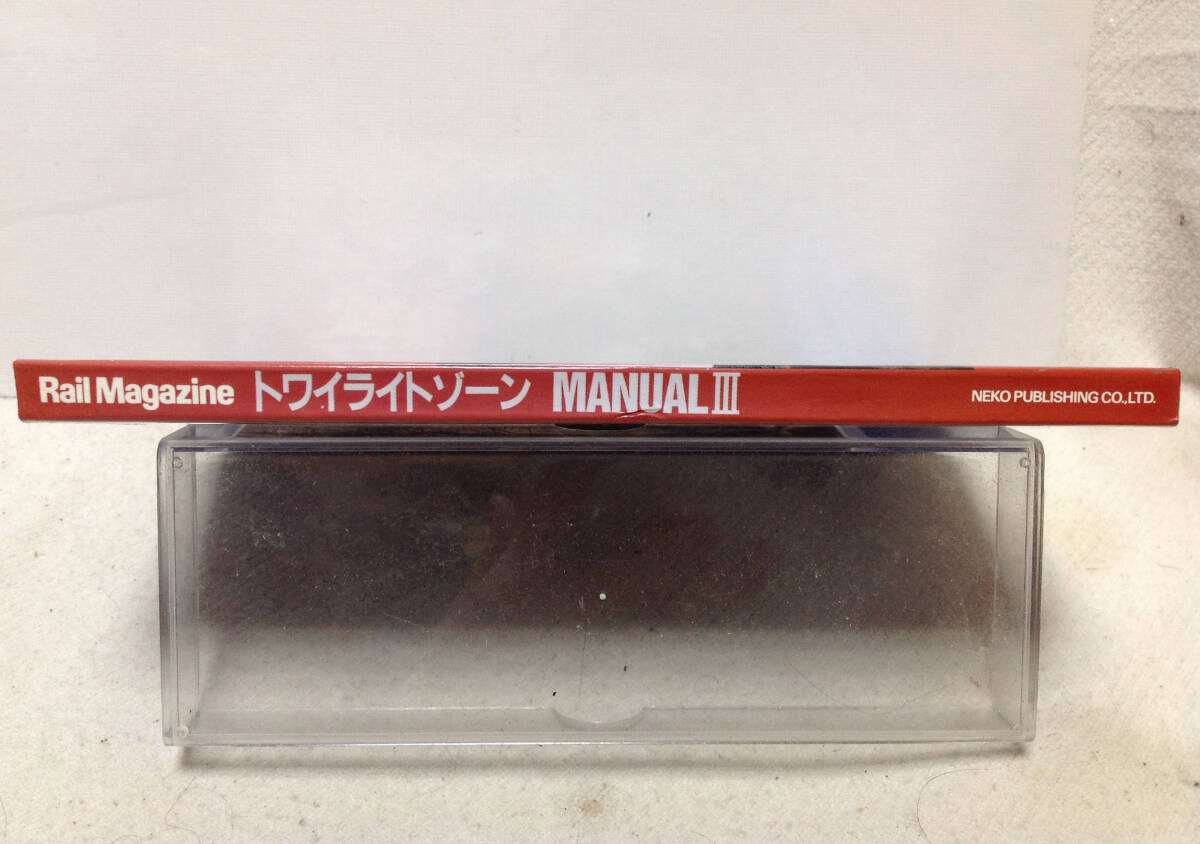 Rail Magazine トワイライトゾーン MANUAL III NEKO PUBLISHING CO.,LTD.